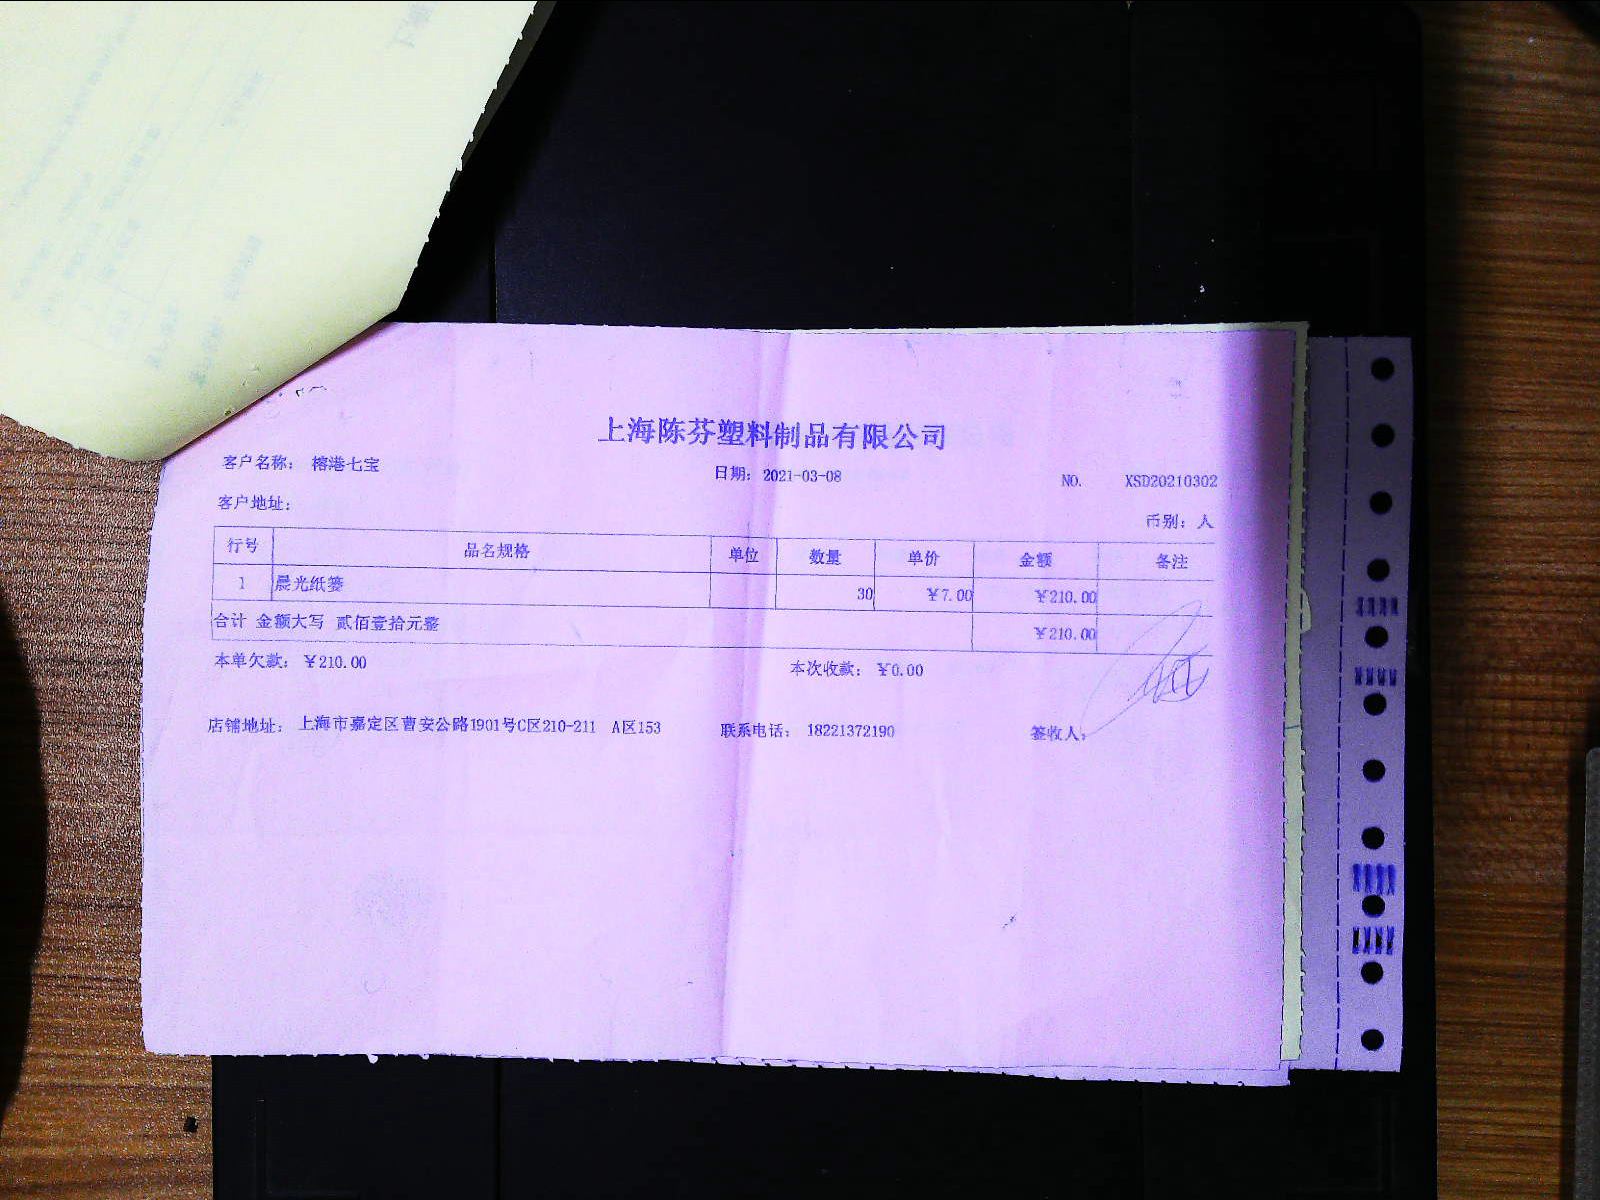 上海陈芬塑料制品有限公司
客户名称： 榕港七宝 日期： 2021-03-08 NO. XSD20210302
客户地址： 币别： 人
行号 品名规格 单位 数量 单价 金额 备注
1 晨光纸篓 30 ￥7.00 ￥210.00
合计 金额大写 贰佰壹拾元整 ￥210.00
本单欠款： ￥210.00 本次收款： ￥0.00
店铺地址： 上海市嘉定区曹安公路1901号C区210-211 A区153 联系电话： 18221372190 签收人：